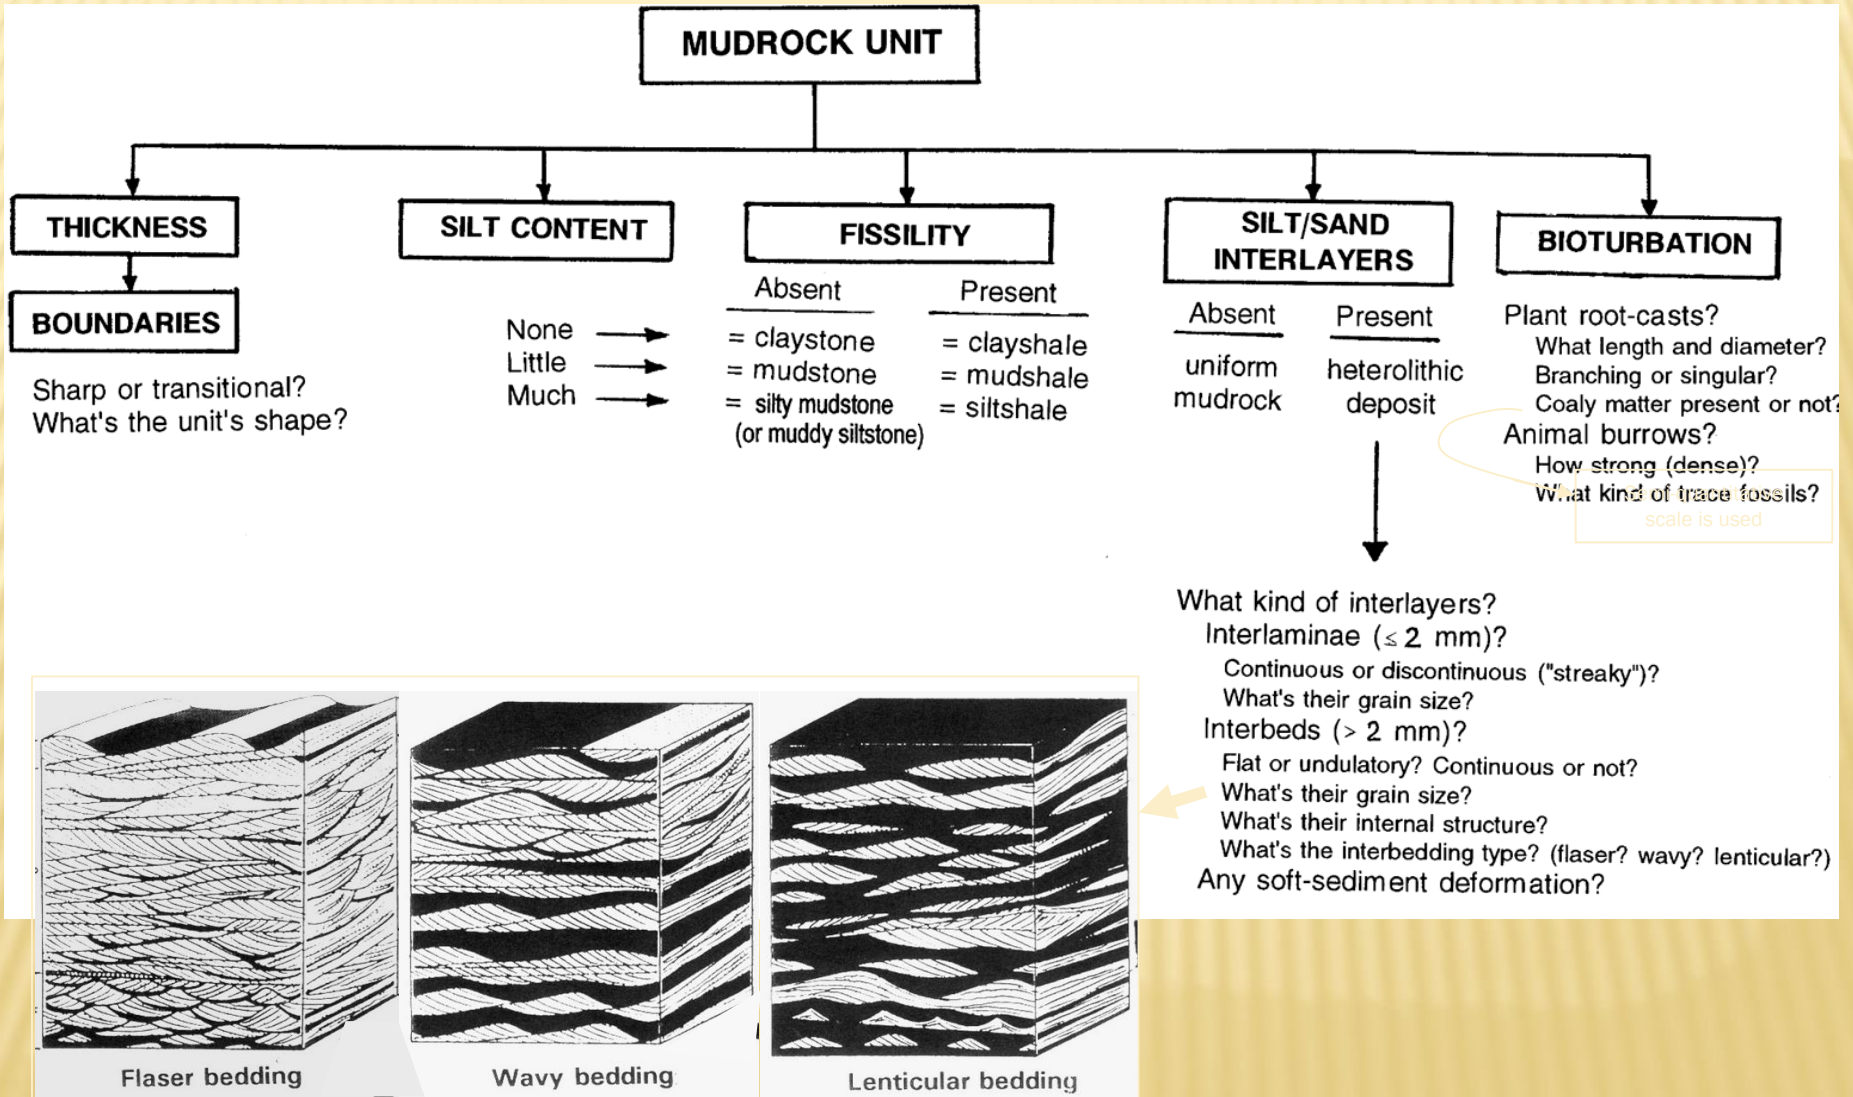 MUDROCK UNIT
THICKNESS
BOUNDARIES
Sharp or transitional?
What's the unit's shape?
SILT CONTENT
None
Little
Much
FISSILITY
Absent
= claystone
= mudstone
= silty mudstone
(or muddy siltstone)
Present
= clayshale
= mudshale
= siltshale
SILT/SAND
INTERLAYERS
Absent
uniform
mudrock
Present
heterolithic
deposit
What kind of interlayers?
Interlaminae (≤ 2 mm)?
Continuous or discontinuous ("streaky")?
What's their grain size?
Interbeds (> 2 mm)?
Flat or undulatory? Continuous or not?
What's their grain size?
What's their internal structure?
What's the interbedding type? (flaser? wavy? lenticular?)
Any soft-sediment deformation?
BIOTURBATION
Plant root-casts?
What length and diameter?
Branching or singular?
Coaly matter present or not?
Animal burrows?
How strong (dense)?
What kind of trace fossils?
scale is used
Flaser bedding
Wavy bedding
Lenticular bedding